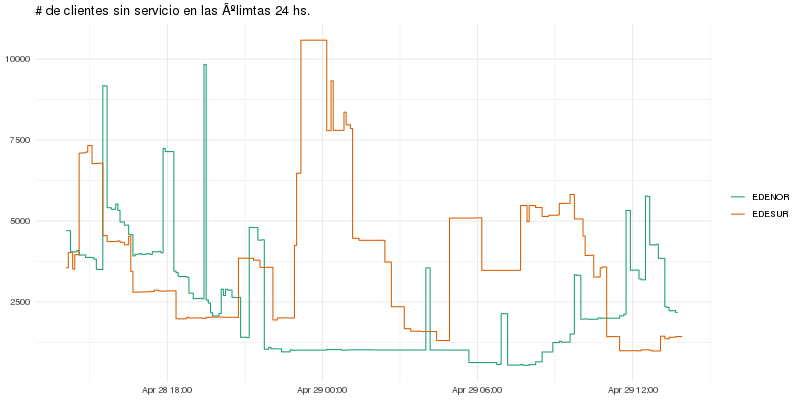 # de clientes sin servicio en las Ãºlimtas 24 hs.
10000
7500
5000
2500
Apr 28 18:00
Apr 29 00:00
Apr 29 06:00
Apr 29 12:00
EDENOR
EDESUR